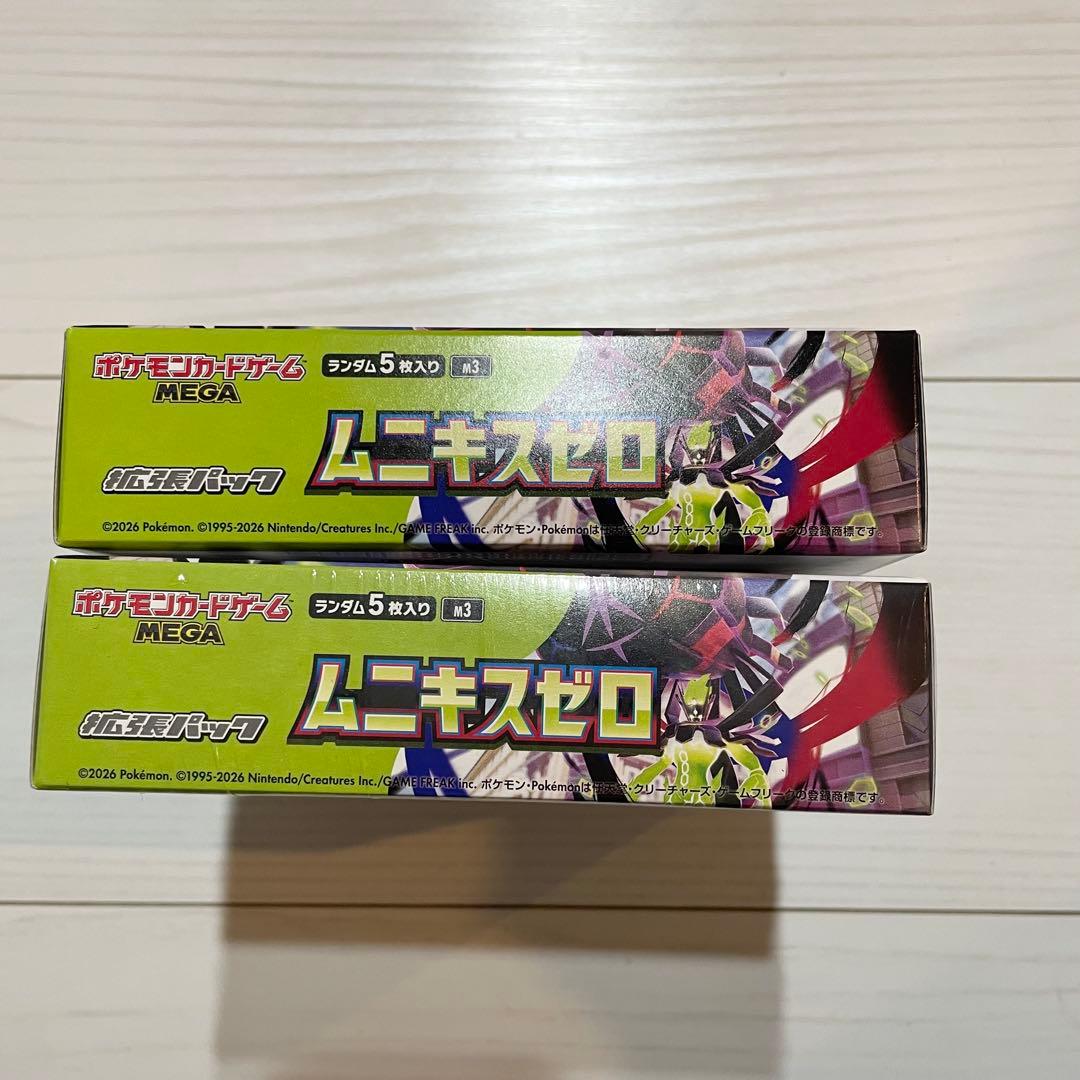 ポケモンカードゲーム
MEGA
ランダム5枚入り
M3
ムニキスゼロ
拡張パック
©2026 Pokémon. ©1995-2026 Nintendo/Creatures Inc./GAME FREAK inc. ポケモン・Pokémonは任天堂・クリーチャーズ・ゲームフリークの登録商標です。
ポケモンカードゲーム
MEGA
ランダム5枚入り
M3
ムニキスゼロ
拡張パック
©2026 Pokémon. ©1995-2026 Nintendo/Creatures Inc./GAME FREAK inc. ポケモン・Pokémonは任天堂・クリーチャーズ・ゲームフリークの登録商標です。